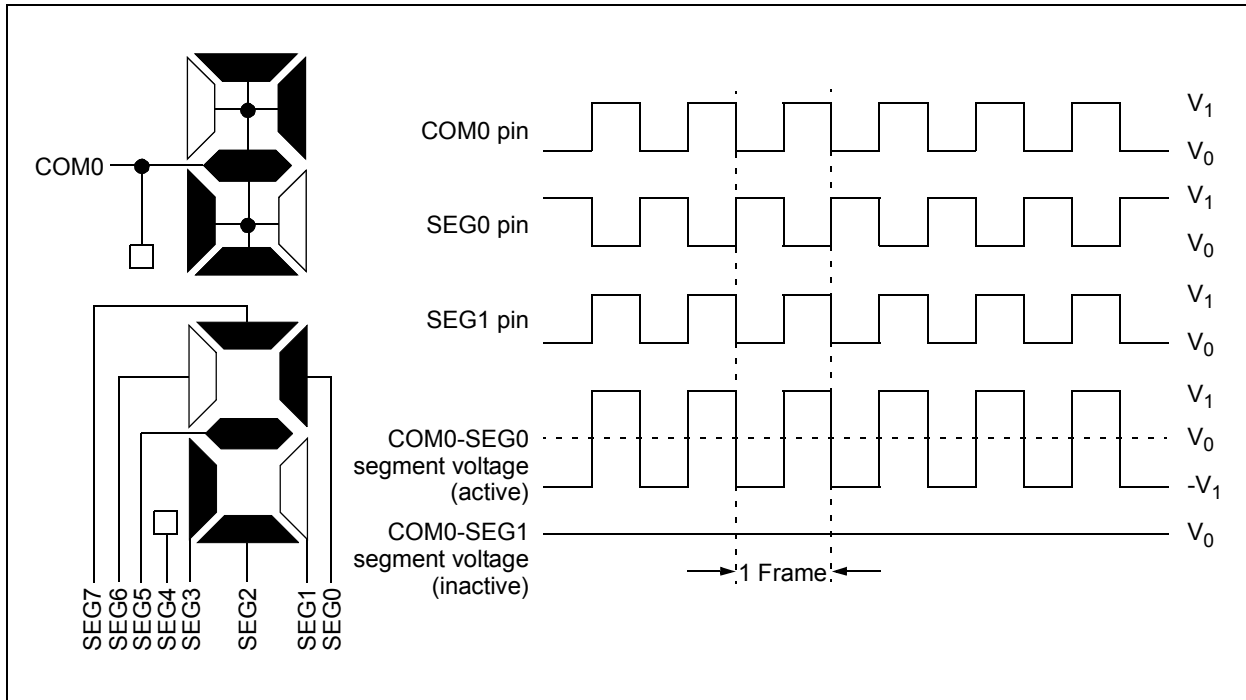 COM0
SEG7
SEG6
SEG5
SEG4
SEG3
SEG2
SEG1
SEG0
COM0 pin
V1
V0
SEG0 pin
V1
V0
SEG1 pin
V1
V0
COM0-SEG0
segment voltage
(active)
V1
V0
-V1
COM0-SEG1
segment voltage
(inactive)
V0
1 Frame